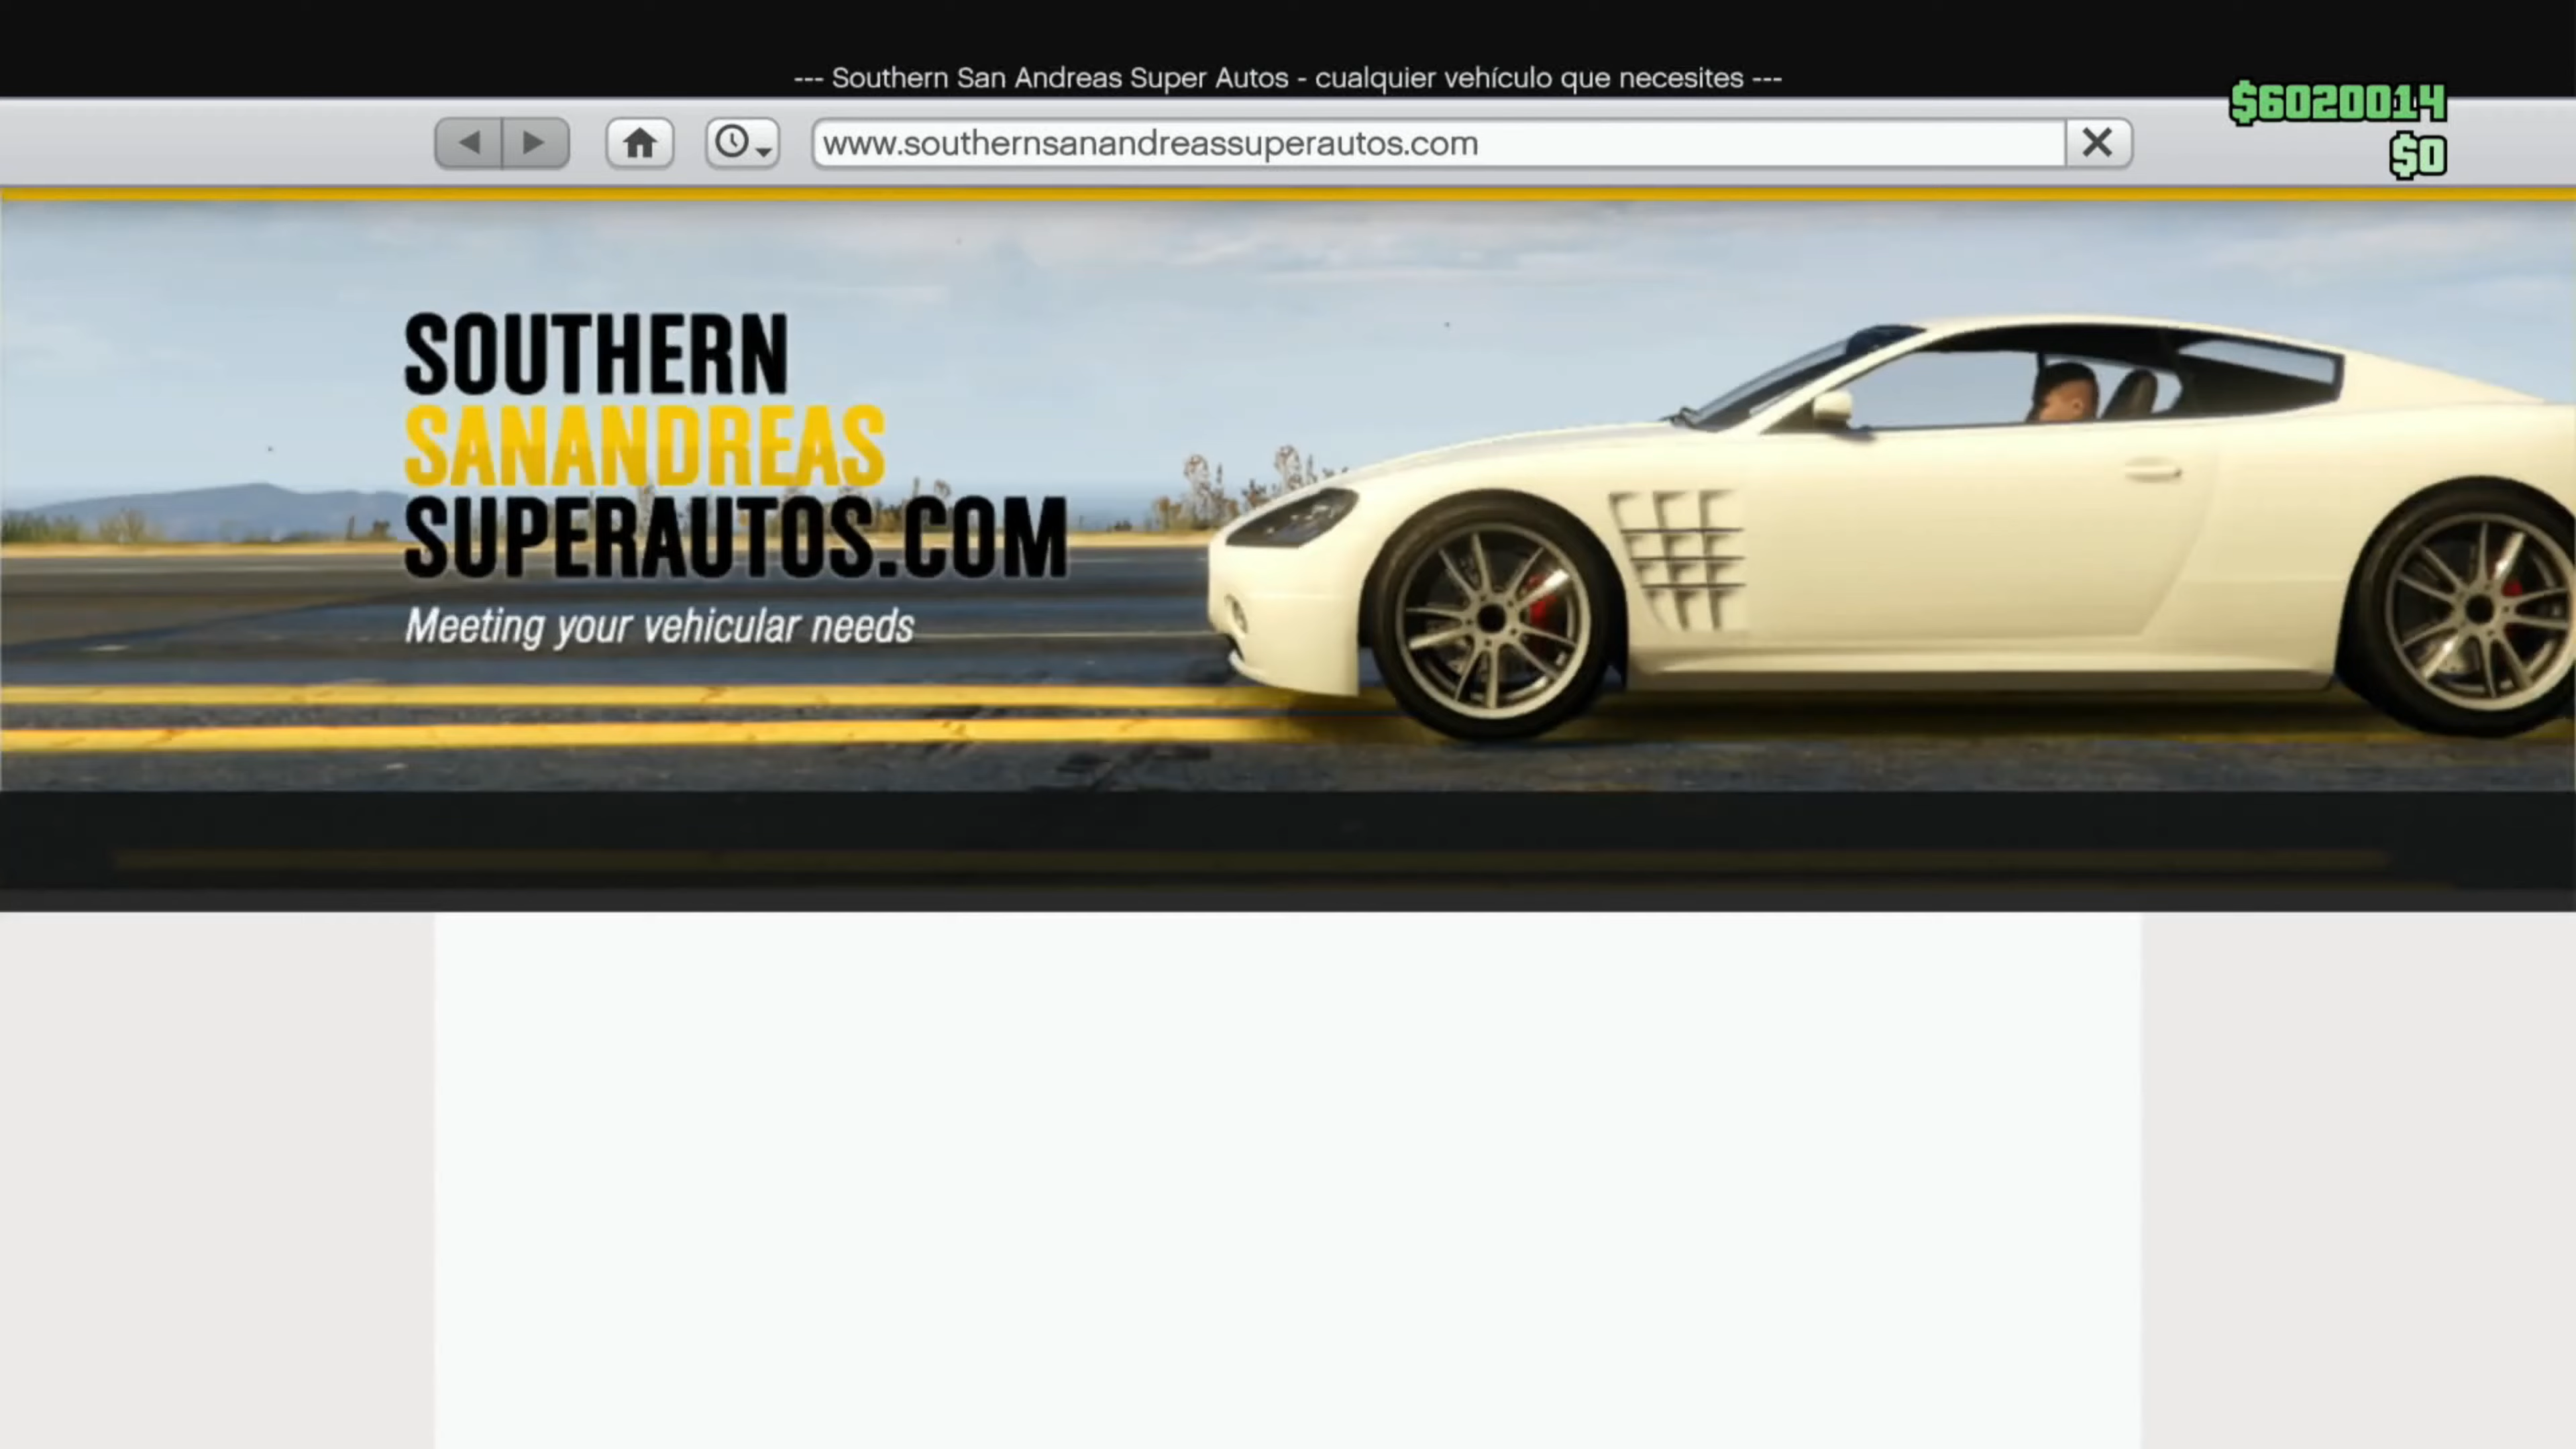 --- Southern San Andreas Super Autos - cualquier vehículo que necesites ---
$6020014
www.southernsanandreassuperautos.com
$0
SOUTHERN
SANANDREAS
SUPERAUTOS.COM
Meeting your vehicular needs